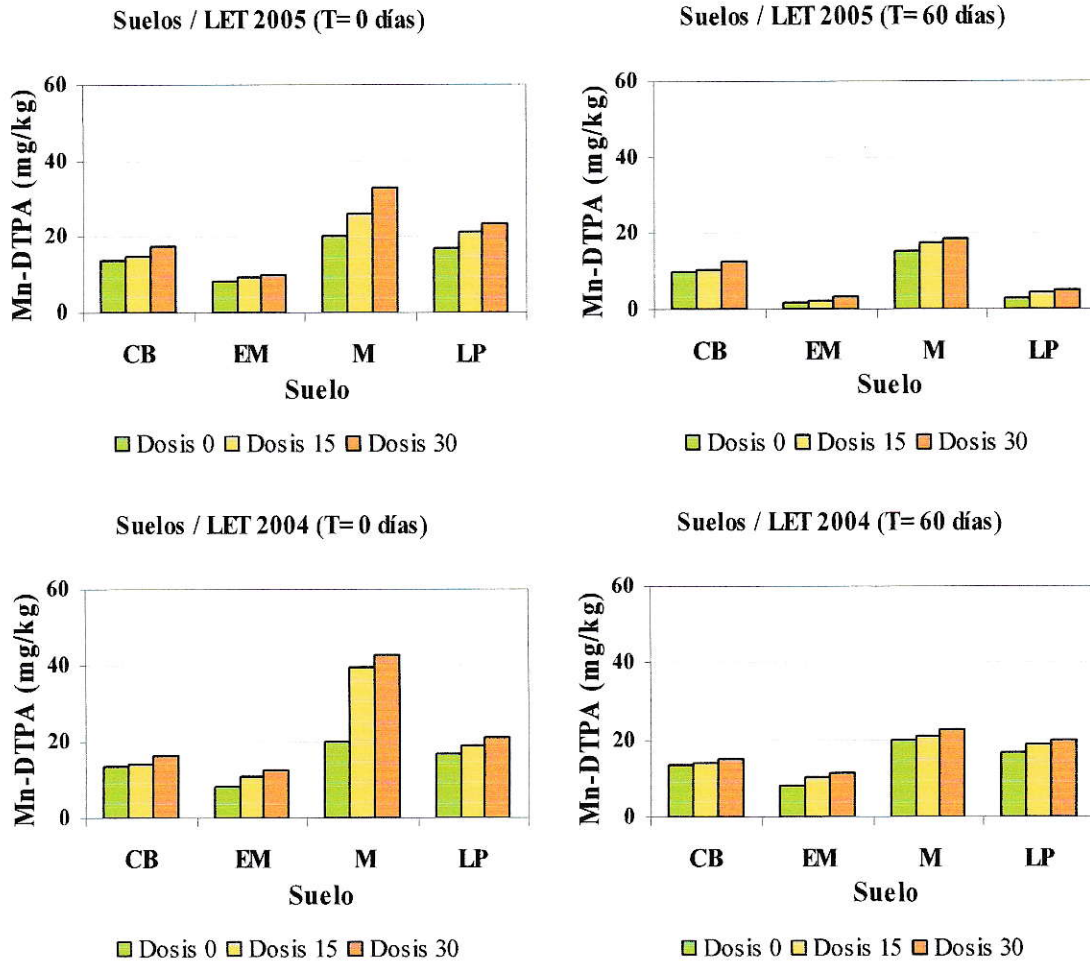 Suelos / LET 2005 (T= 0 días)
Mn-DTPA (mg/kg)
60
40
20
0
CB EM M LP
Suelo
Dosis 0 Dosis 15 Dosis 30
Suelos / LET 2005 (T= 60 días)
Mn-DTPA (mg/kg)
60
40
20
0
CB EM M LP
Suelo
Dosis 0 Dosis 15 Dosis 30
Suelos / LET 2004 (T= 0 días)
Mn-DTPA (mg/kg)
60
40
20
0
CB EM M LP
Suelo
Dosis 0 Dosis 15 Dosis 30
Suelos / LET 2004 (T= 60 días)
Mn-DTPA (mg/kg)
60
40
20
0
CB EM M LP
Suelo
Dosis 0 Dosis 15 Dosis 30